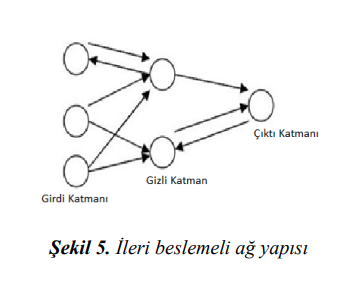 Çıktı Katmanı
Gizli Katman
Girdi Katmanı
Şekil 5. İleri beslemeli ağ yapısı